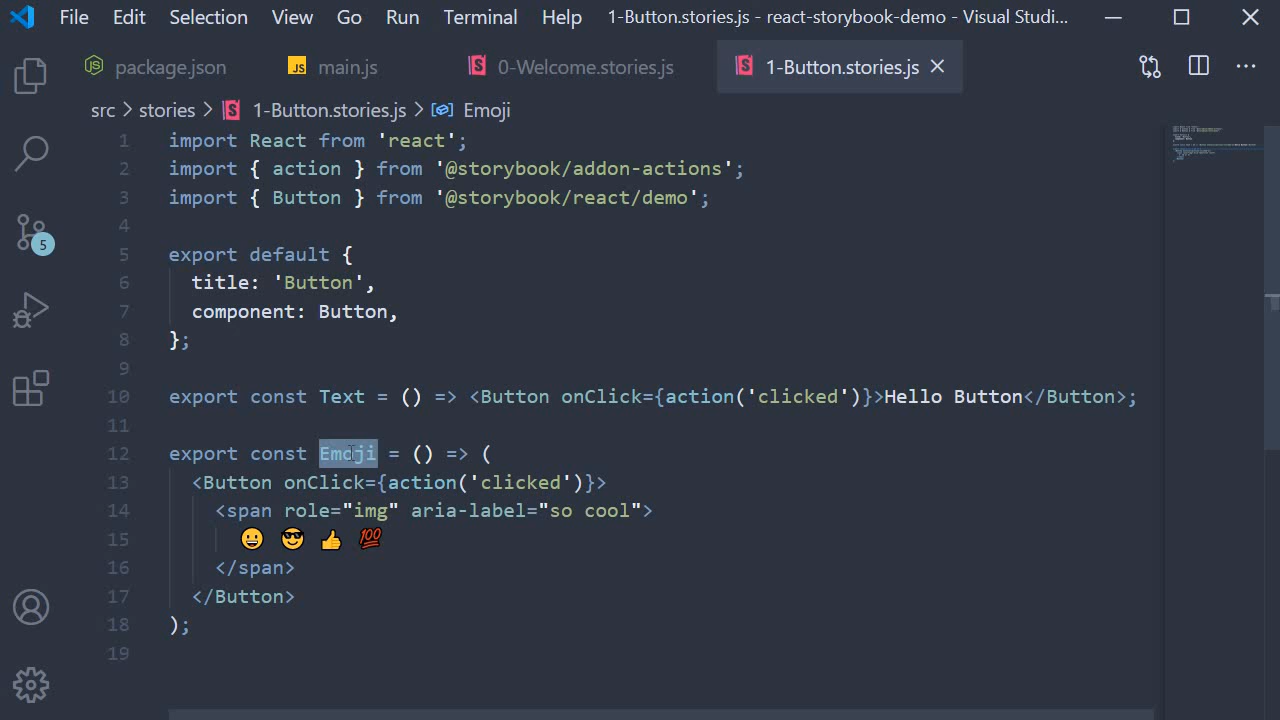 File Edit Selection View Go Run Terminal Help 1-Button.stories.js - react-storybook-demo - Visual Studi...
package.json JS main.js 0-Welcome.stories.js 1-Button.stories.js
src > stories > 1-Button.stories.js > Emoji
5
1 import React from 'react';
2 import { action } from '@storybook/addon-actions';
3 import { Button } from '@storybook/react/demo';
4
5 export default {
6 title: 'Button',
7 component: Button,
8 };
9
10 export const Text = () => <Button onClick={action('clicked')}>Hello Button</Button>;
11
12 export const Emoji = () => (
13 <Button onClick={action('clicked')}>
14 <span role="img" aria-label="so cool">
15 😀 😎 👍 💯
16 </span>
17 </Button>
18 );
19